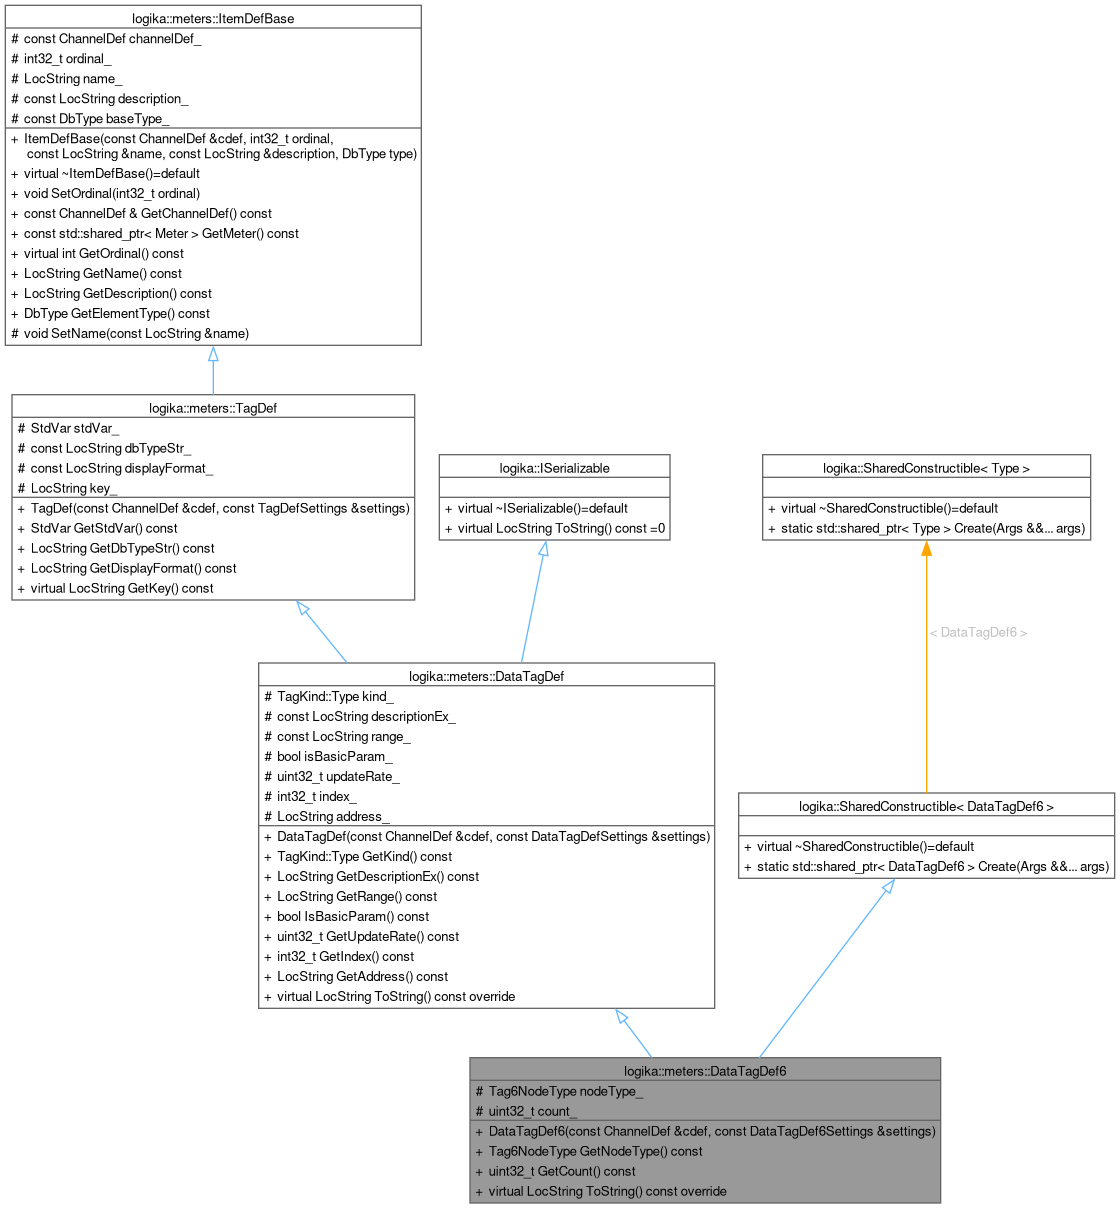 logika::meters::ItemDefBase
# const ChannelDef channelDef_
# int32_t ordinal_
# LocString name_
# const LocString description_
# const DbType baseType_
+ ItemDefBase(const ChannelDef &cdef, int32_t ordinal,
const LocString &name, const LocString &description, DbType type)
+ virtual ~ItemDefBase()=default
+ void SetOrdinal(int32_t ordinal)
+ const ChannelDef & GetChannelDef() const
+ const std::shared_ptr< Meter > GetMeter() const
+ virtual int GetOrdinal() const
+ LocString GetName() const
+ LocString GetDescription() const
+ DbType GetElementType() const
# void SetName(const LocString &name)
logika::meters::TagDef
# StdVar stdVar_
# const LocString dbTypeStr_
# const LocString displayFormat_
# LocString key_
+ TagDef(const ChannelDef &cdef, const TagDefSettings &settings)
+ StdVar GetStdVar() const
+ LocString GetDbTypeStr() const
+ LocString GetDisplayFormat() const
+ virtual LocString GetKey() const
logika::ISerializable
+ virtual ~ISerializable()=default
+ virtual LocString ToString() const =0
logika::SharedConstructible< Type >
+ virtual ~SharedConstructible()=default
+ static std::shared_ptr< Type > Create(Args &&... args)
< DataTagDef6 >
logika::meters::DataTagDef
# TagKind::Type kind_
# const LocString descriptionEx_
# const LocString range_
# bool isBasicParam_
# uint32_t updateRate_
# int32_t index_
# LocString address_
+ DataTagDef(const ChannelDef &cdef, const DataTagDefSettings &settings)
+ TagKind::Type GetKind() const
+ LocString GetDescriptionEx() const
+ LocString GetRange() const
+ bool IsBasicParam() const
+ uint32_t GetUpdateRate() const
+ int32_t GetIndex() const
+ LocString GetAddress() const
+ virtual LocString ToString() const override
logika::SharedConstructible< DataTagDef6 >
+ virtual ~SharedConstructible()=default
+ static std::shared_ptr< DataTagDef6 > Create(Args &&... args)
logika::meters::DataTagDef6
# Tag6NodeType nodeType_
# uint32_t count_
+ DataTagDef6(const ChannelDef &cdef, const DataTagDef6Settings &settings)
+ Tag6NodeType GetNodeType() const
+ uint32_t GetCount() const
+ virtual LocString ToString() const override